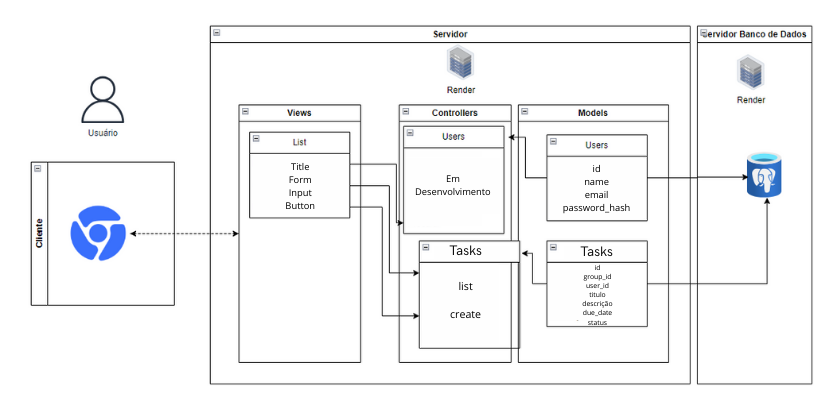 Servidor
Servidor Banco de Dados
Render
Render
Usuário
Cliente
Views
List
Title
Form
Input
Button
Controllers
Users
Em
Desenvolvimento
Tasks
list
create
Models
Users
id
name
email
password_hash
Tasks
id
group_id
user_id
titulo
descrição
due_date
status